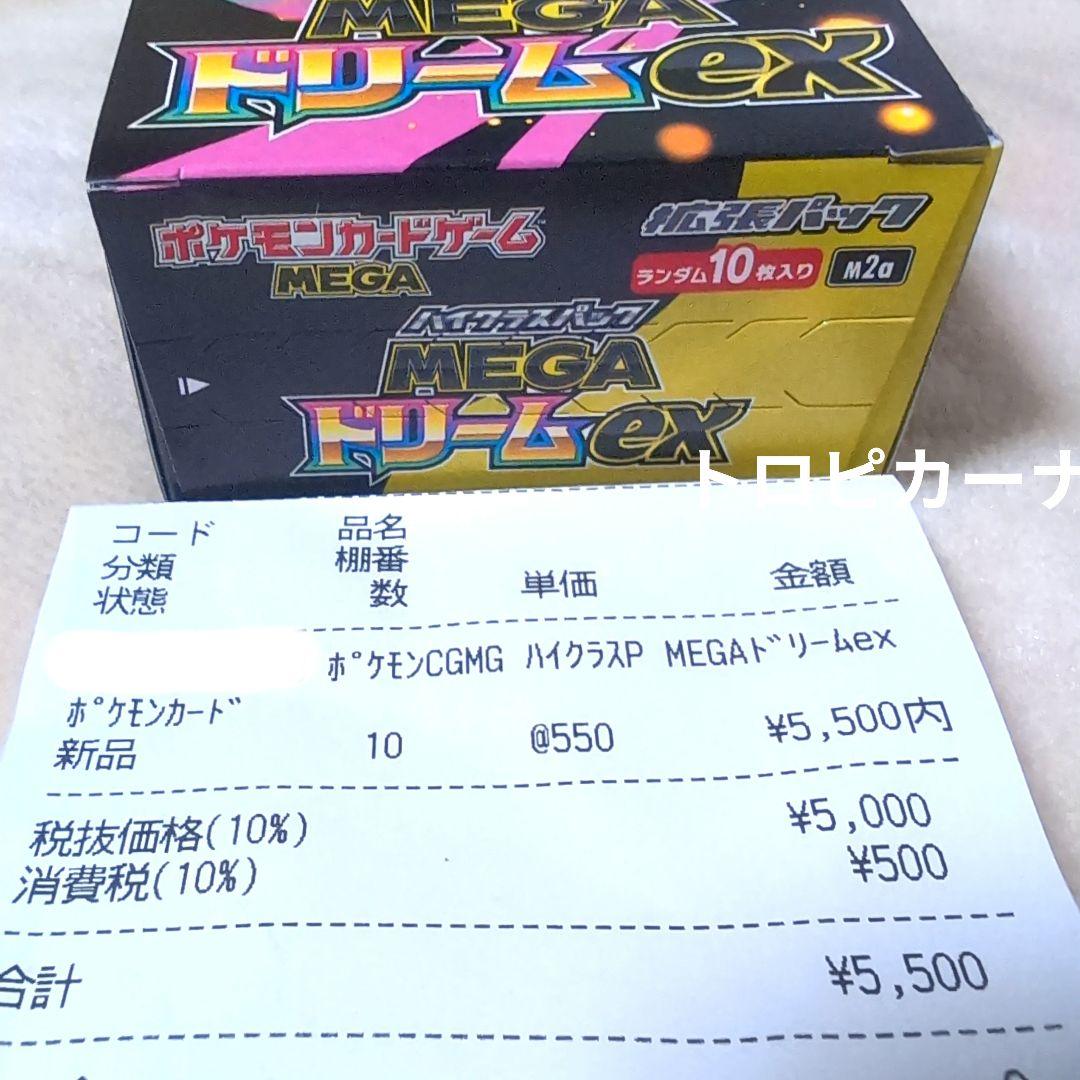 MEGA
ドリームex
ポケモンカードゲーム
MEGA
拡張パック
ランダム10枚入り M2a
ハイクラスパック
MEGA
ドリームex
トロピカーナ
コード 品名
分類 棚番
状態 数 単価 金額
ﾎﾟｹﾓﾝCGMG ﾊｲｸﾗｽP MEGAﾄﾞﾘｰﾑex
ﾎﾟｹﾓﾝｶｰﾄﾞ
新品 10 @550 ¥5,500内
税抜価格(10%) ¥5,000
消費税(10%) ¥500
合計 ¥5,500